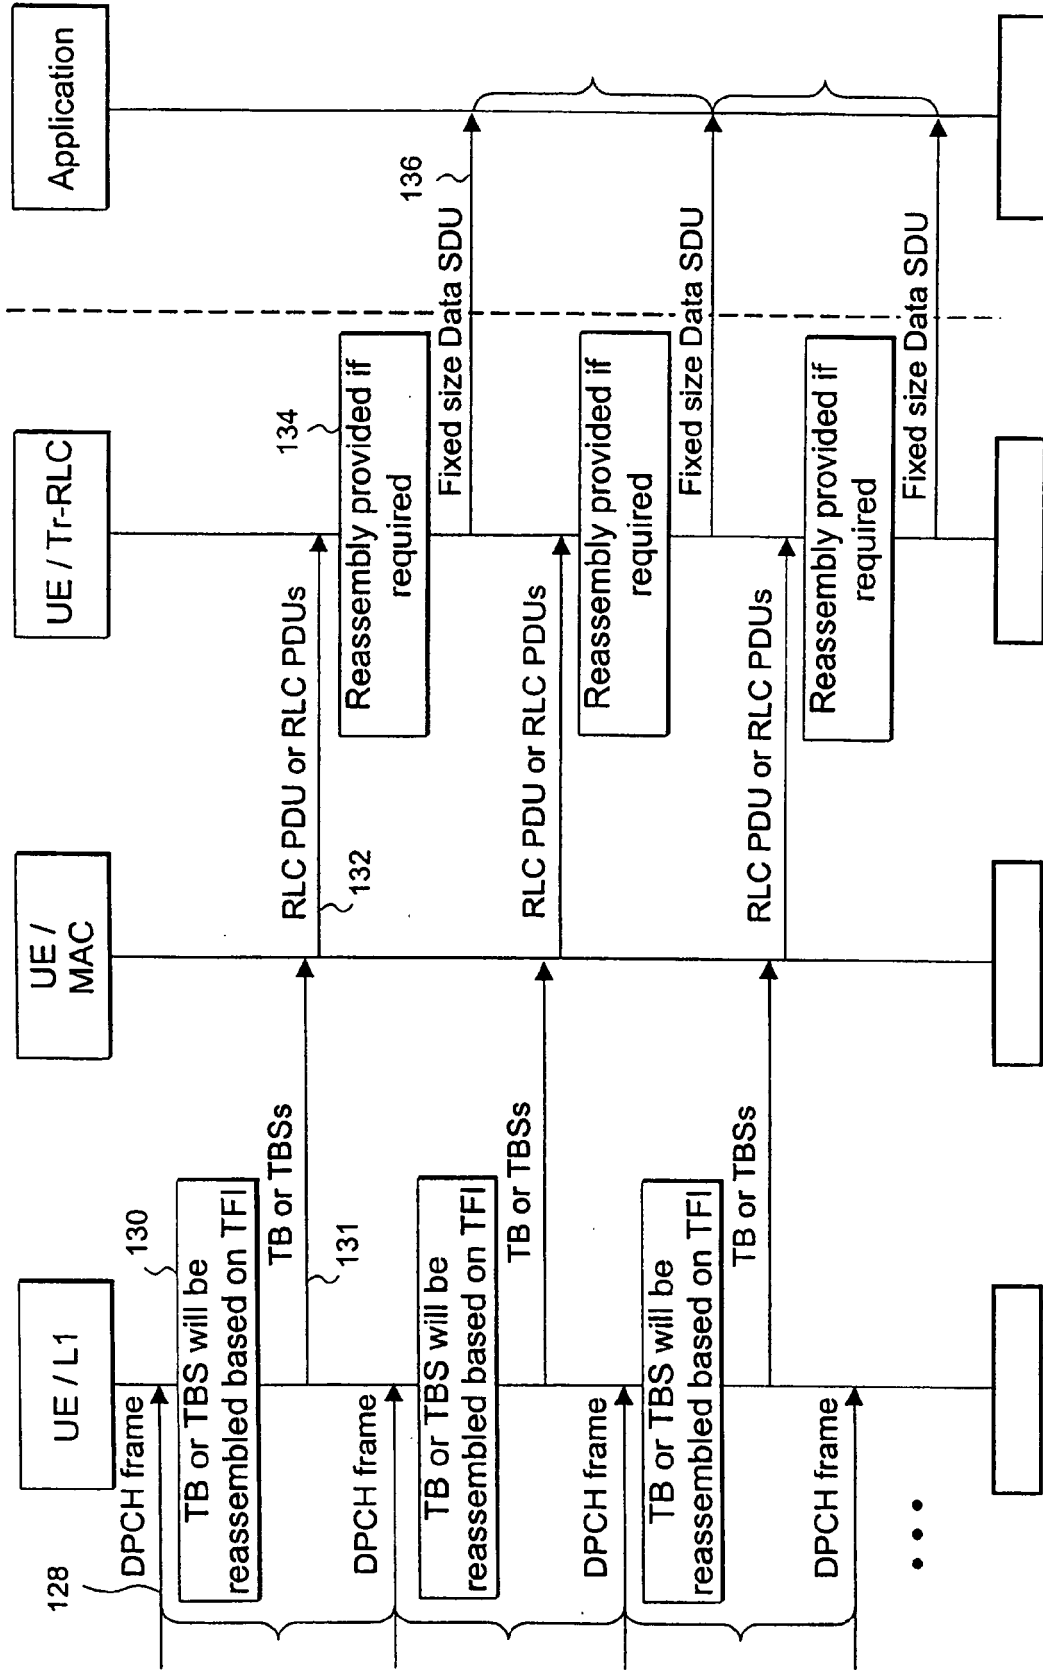 UE / L1
UE /
MAC
UE / Tr-RLC
Application
128
DPCH frame
130
TB or TBS will be
reassembled based on TFI
TB or TBSs
131
RLC PDU or RLC PDUs
132
134
Reassembly provided if
required
Fixed size Data SDU
136
DPCH frame
TB or TBS will be
reassembled based on TFI
TB or TBSs
RLC PDU or RLC PDUs
Reassembly provided if
required
Fixed size Data SDU
DPCH frame
TB or TBS will be
reassembled based on TFI
TB or TBSs
RLC PDU or RLC PDUs
Reassembly provided if
required
Fixed size Data SDU
DPCH frame